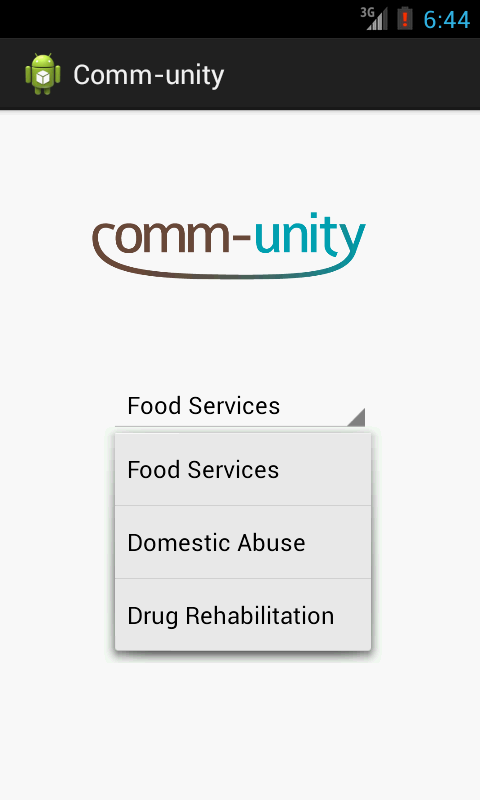 3G 6:44
Comm-unity
comm-unity
Food Services
Food Services
Domestic Abuse
Drug Rehabilitation